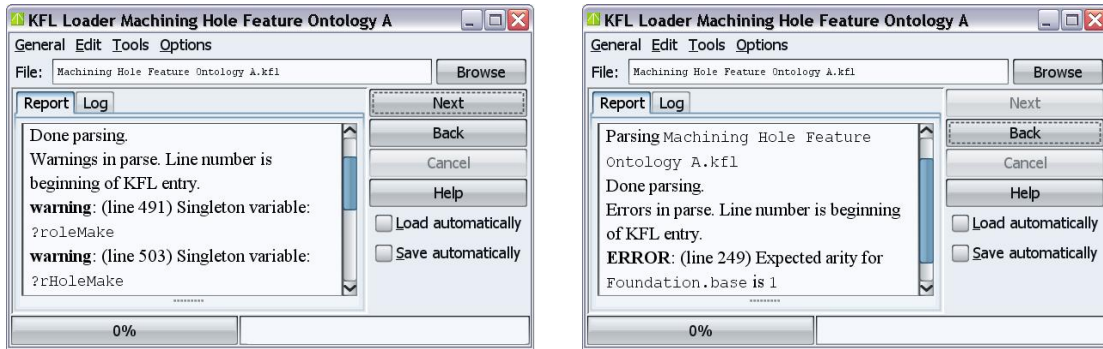 KFL Loader Machining Hole Feature Ontology A
General Edit Tools Options
File: Machining Hole Feature Ontology A.kfl Browse
Report Log
Next
Back
Cancel
Help
Load automatically
Save automatically
Done parsing.
Warnings in parse. Line number is
beginning of KFL entry.
warning: (line 491) Singleton variable:
?roleMake
warning: (line 503) Singleton variable:
?rHoleMake
0%
KFL Loader Machining Hole Feature Ontology A
General Edit Tools Options
File: Machining Hole Feature Ontology A.kfl Browse
Report Log
Next
Back
Cancel
Help
Load automatically
Save automatically
Parsing Machining Hole Feature
Ontology A.kfl
Done parsing.
Errors in parse. Line number is beginning
of KFL entry.
ERROR: (line 249) Expected arity for
Foundation.base is 1
0%